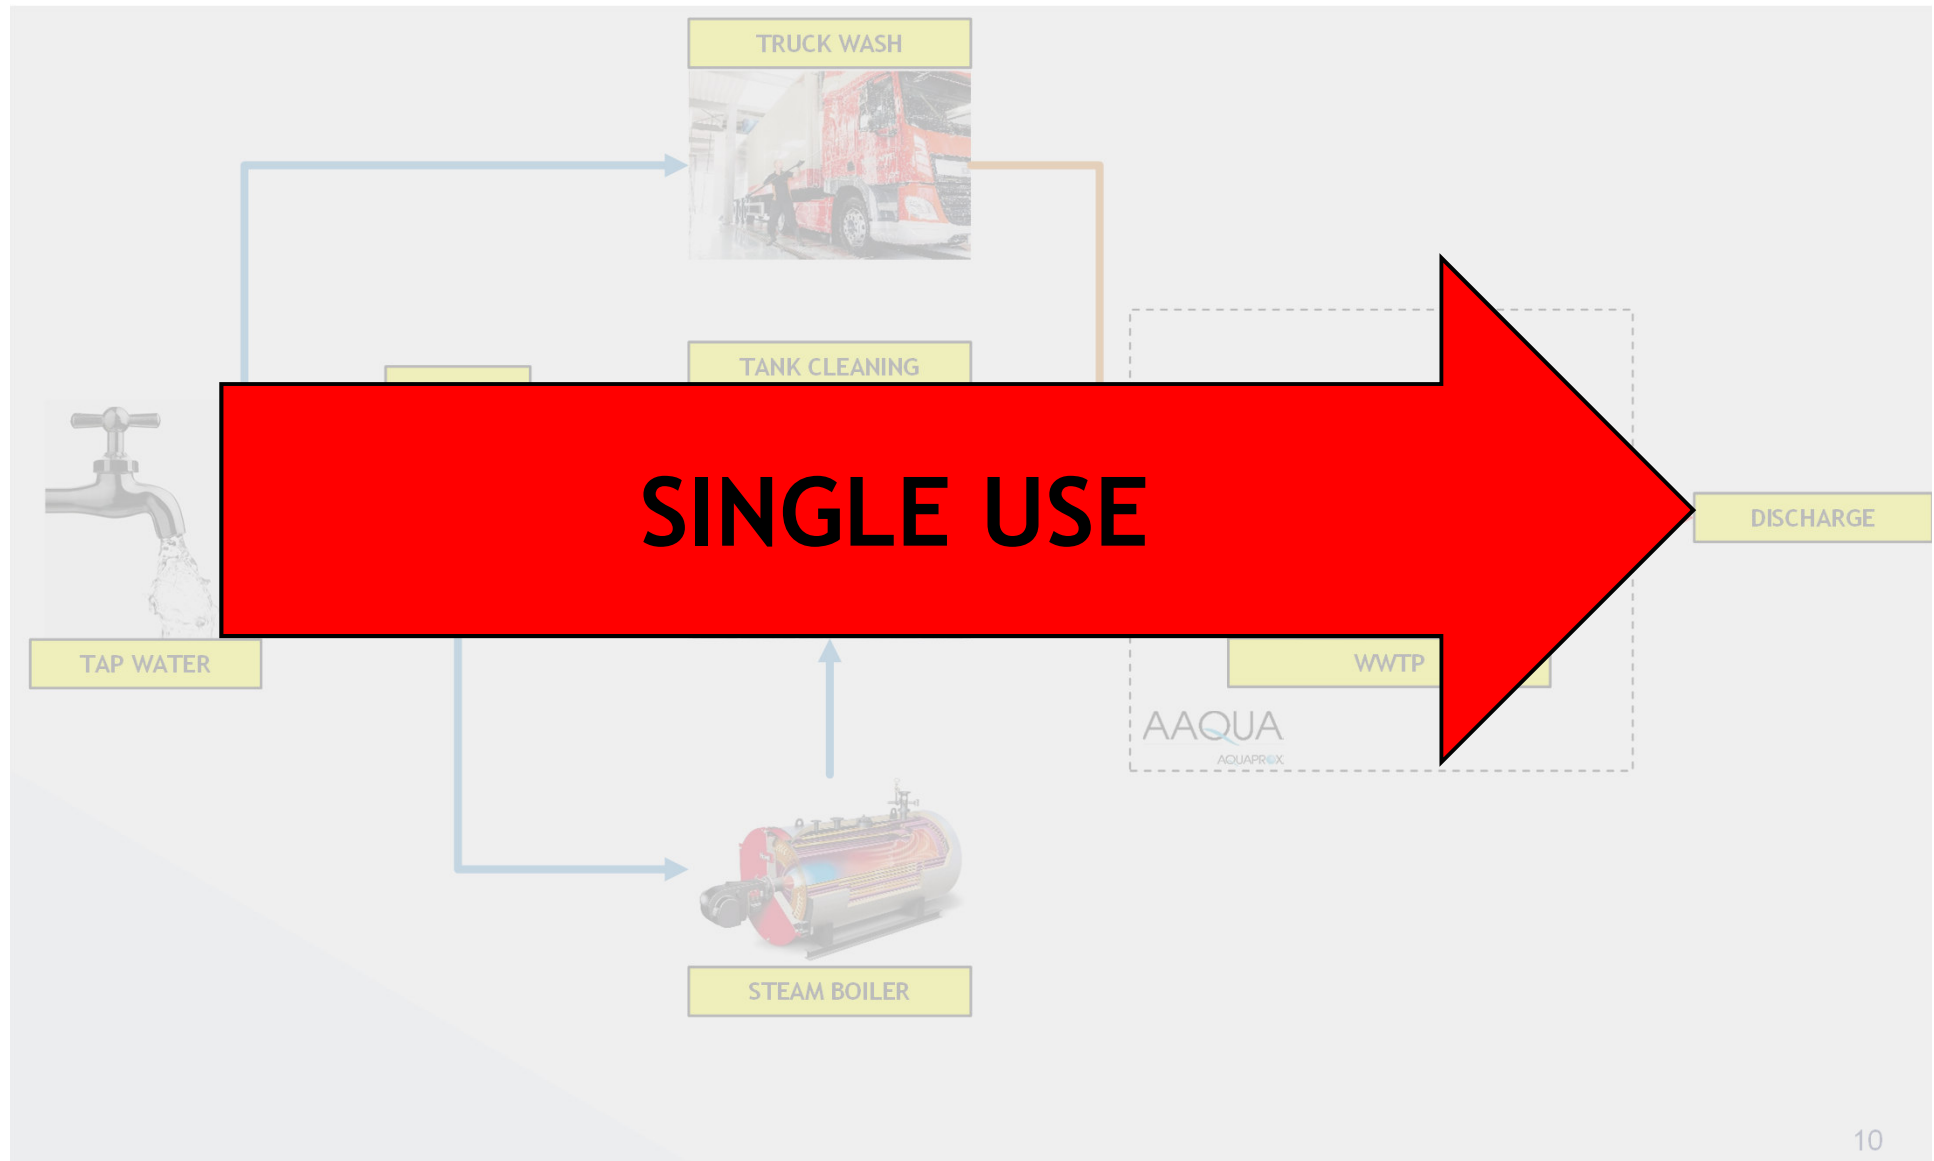 TRUCK WASH
TANK CLEANING
SINGLE USE
DISCHARGE
TAP WATER
WWTP
AAQUA
AQUAPROX
STEAM BOILER
10